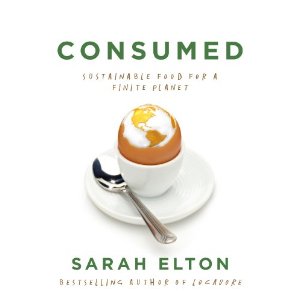 CONSUMED
SUSTAINABLE FOOD FOR A
FINITE PLANET
SARAH ELTON
BESTSELLING AUTHOR OF LOCAVORE